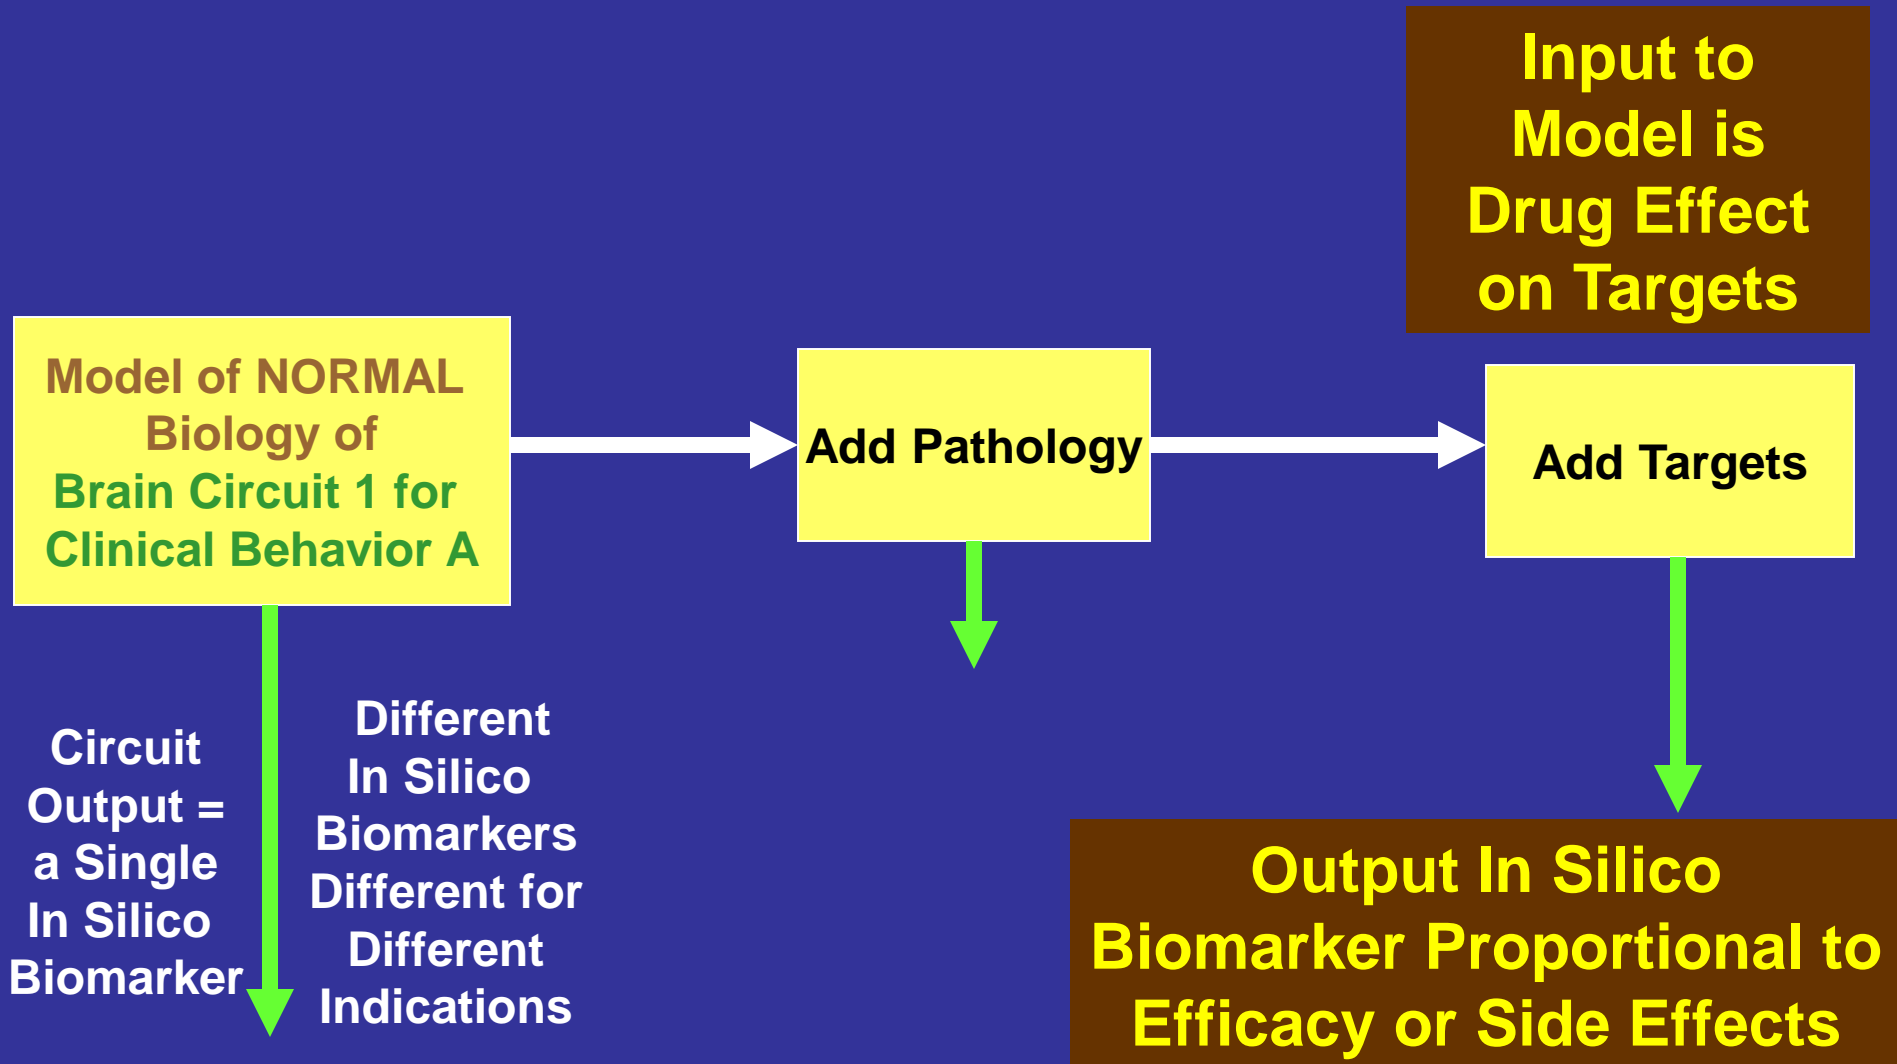 Input to
Model is
Drug Effect
on Targets
Model of NORMAL
Biology of
Brain Circuit 1 for
Clinical Behavior A
Add Pathology
Add Targets
Circuit
Output =
a Single
In Silico
Biomarker
Different
In Silico
Biomarkers
Different for
Different
Indications
Output In Silico
Biomarker Proportional to
Efficacy or Side Effects